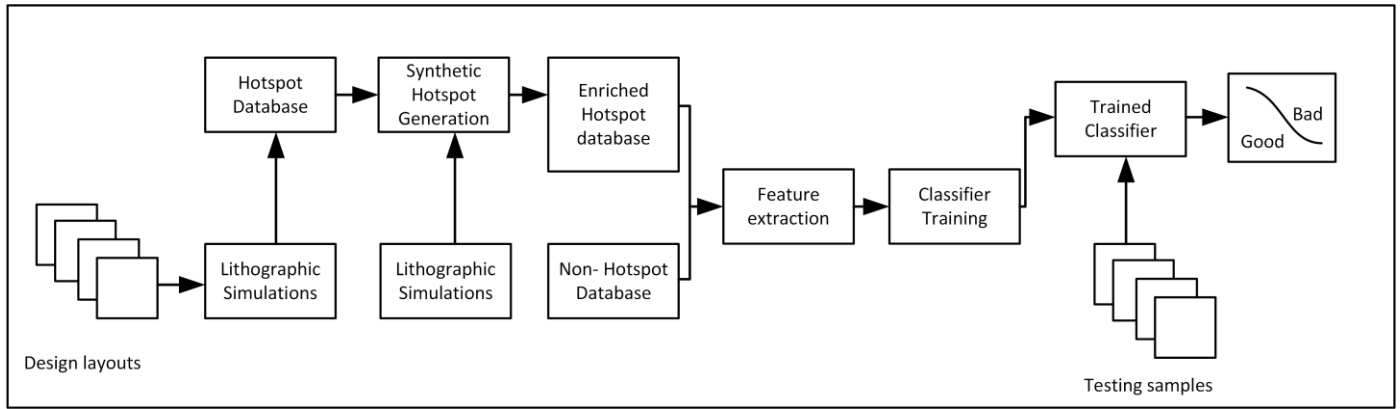 Hotspot
Database
Synthetic
Hotspot
Generation
Enriched
Hotspot
database
Trained
Classifier
Bad
Good
Feature
extraction
Classifier
Training
Lithographic
Simulations
Lithographic
Simulations
Non- Hotspot
Database
Design layouts
Testing samples